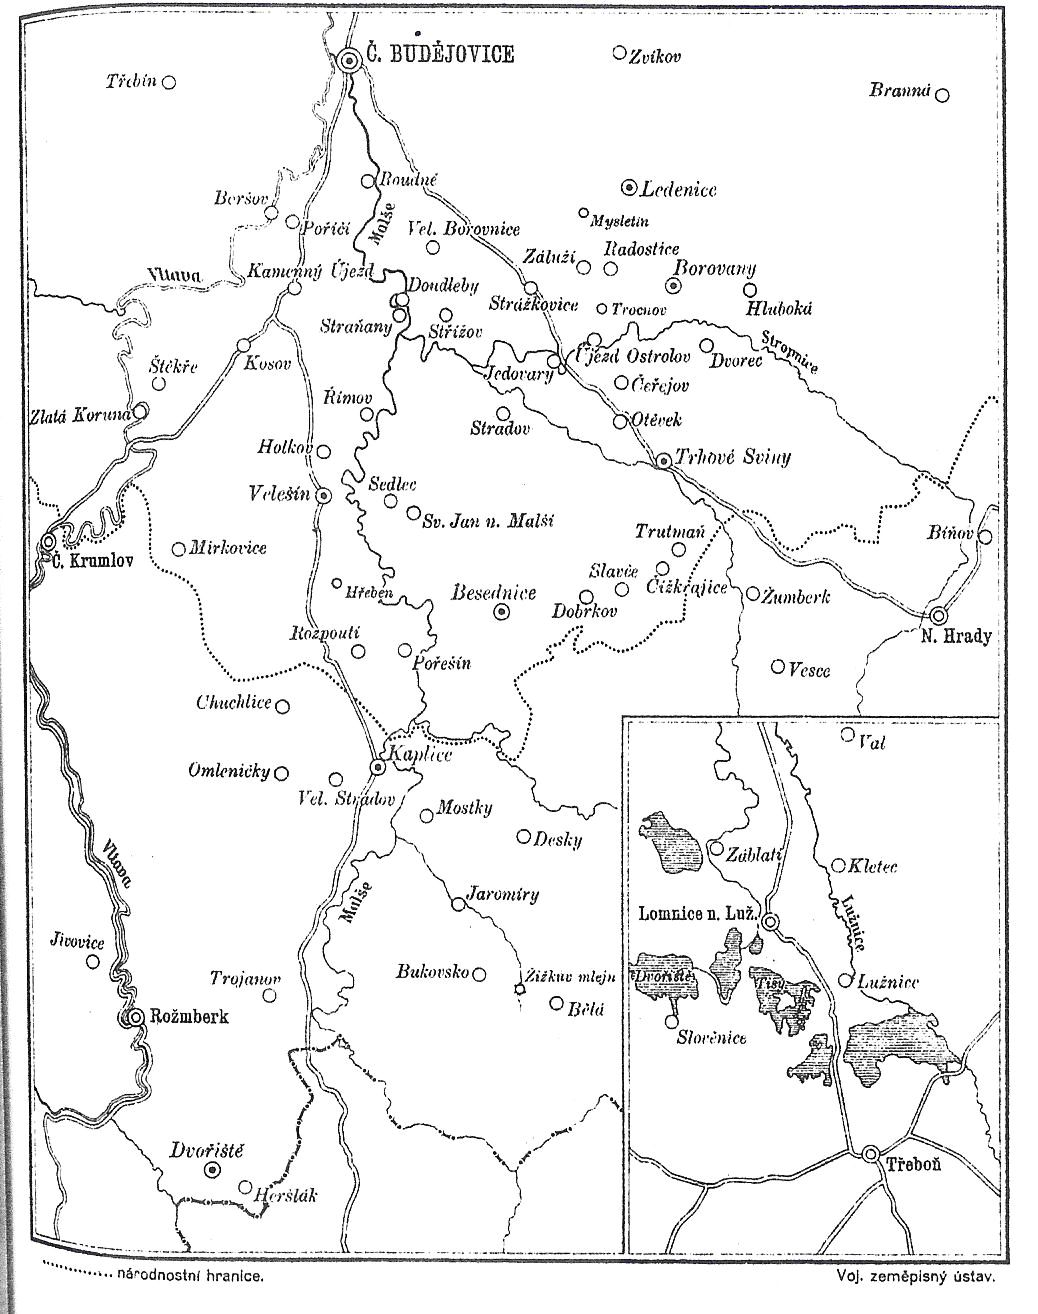 Č. BUDĚJOVICE
Zvíkov
Třebín
Branná
Roudné
Ledenice
Beršov
Poříčí
Malše
Mysletín
Vel. Borovnice
Radostice
Záluží
Borovany
Vltava
Kamenný Újezd
Doudleby
Strážkovice
Trocnov
Hluboká
Straňany
Střížov
Stropnice
Štěkře
Kosov
Jedovary
Újezd Ostrolov
Dvorec
Čeřejov
Zlatá Koruna
Římov
Stradov
Otěvek
Holkov
Trhové Sviny
Velešín
Sedlec
Sv. Jan n. Malší
Č. Krumlov
Mirkovice
Trutmaň
Biňov
Hřeben
Besednice
Slavče
Čížkrajice
Dobrkov
Žumberk
N. Hrady
Rozpoutí
Pořešín
Vesce
Chuchlice
Kaplice
Val
Omleničky
Vel. Strádov
Mostky
Desky
Záblatí
Kletec
Vltava
Malše
Jaromíry
Lomnice n. Luž.
Lužnice
Jivovice
Trojanov
Bukovsko
Žižkův mlejn
Dvořiště
Tisý
Lužnice
Rožmberk
Bělá
Slověnice
Dvořiště
Heršlák
Třeboň
národnostní hranice.
Voj. zeměpisný ústav.